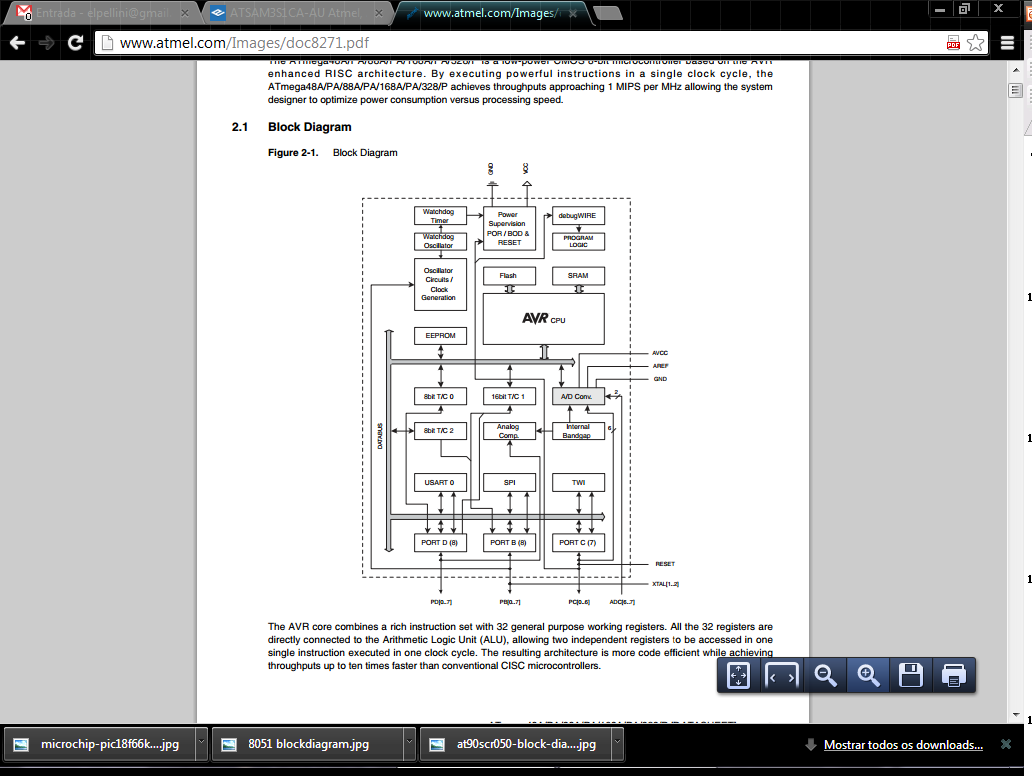 Entrada - elpellini@gmail
ATSAM3S1CA-AU Atmel
www.atmel.com/Images/
www.atmel.com/Images/doc8271.pdf
enhanced RISC architecture. By executing powerful instructions in a single clock cycle, the
ATmega48A/PA/88A/PA/168A/PA/328/P achieves throughputs approaching 1 MIPS per MHz allowing the system
designer to optimize power consumption versus processing speed.
2.1 Block Diagram
Figure 2-1. Block Diagram
GND
VCC
Watchdog
Timer
Power
Supervision
POR / BOD &
RESET
debugWIRE
Watchdog
Oscillator
PROGRAM
LOGIC
Oscillator
Circuits /
Clock
Generation
Flash
SRAM
AVR CPU
EEPROM
AVCC
AREF
GND
8bit T/C 0
16bit T/C 1
A/D Conv.
2
DATABUS
8bit T/C 2
Analog
Comp.
Internal
Bandgap
6
USART 0
SPI
TWI
PORT D (8)
PORT B (8)
PORT C (7)
RESET
XTAL[1..2]
PD[0..7]
PB[0..7]
PC[0..6]
ADC[6..7]
The AVR core combines a rich instruction set with 32 general purpose working registers. All the 32 registers are
directly connected to the Arithmetic Logic Unit (ALU), allowing two independent registers to be accessed in one
single instruction executed in one clock cycle. The resulting architecture is more code efficient while achieving
throughputs up to ten times faster than conventional CISC microcontrollers.
microchip-pic18f66k....jpg
8051 blockdiagram.jpg
at90scr050-block-dia....jpg
Mostrar todos os downloads...